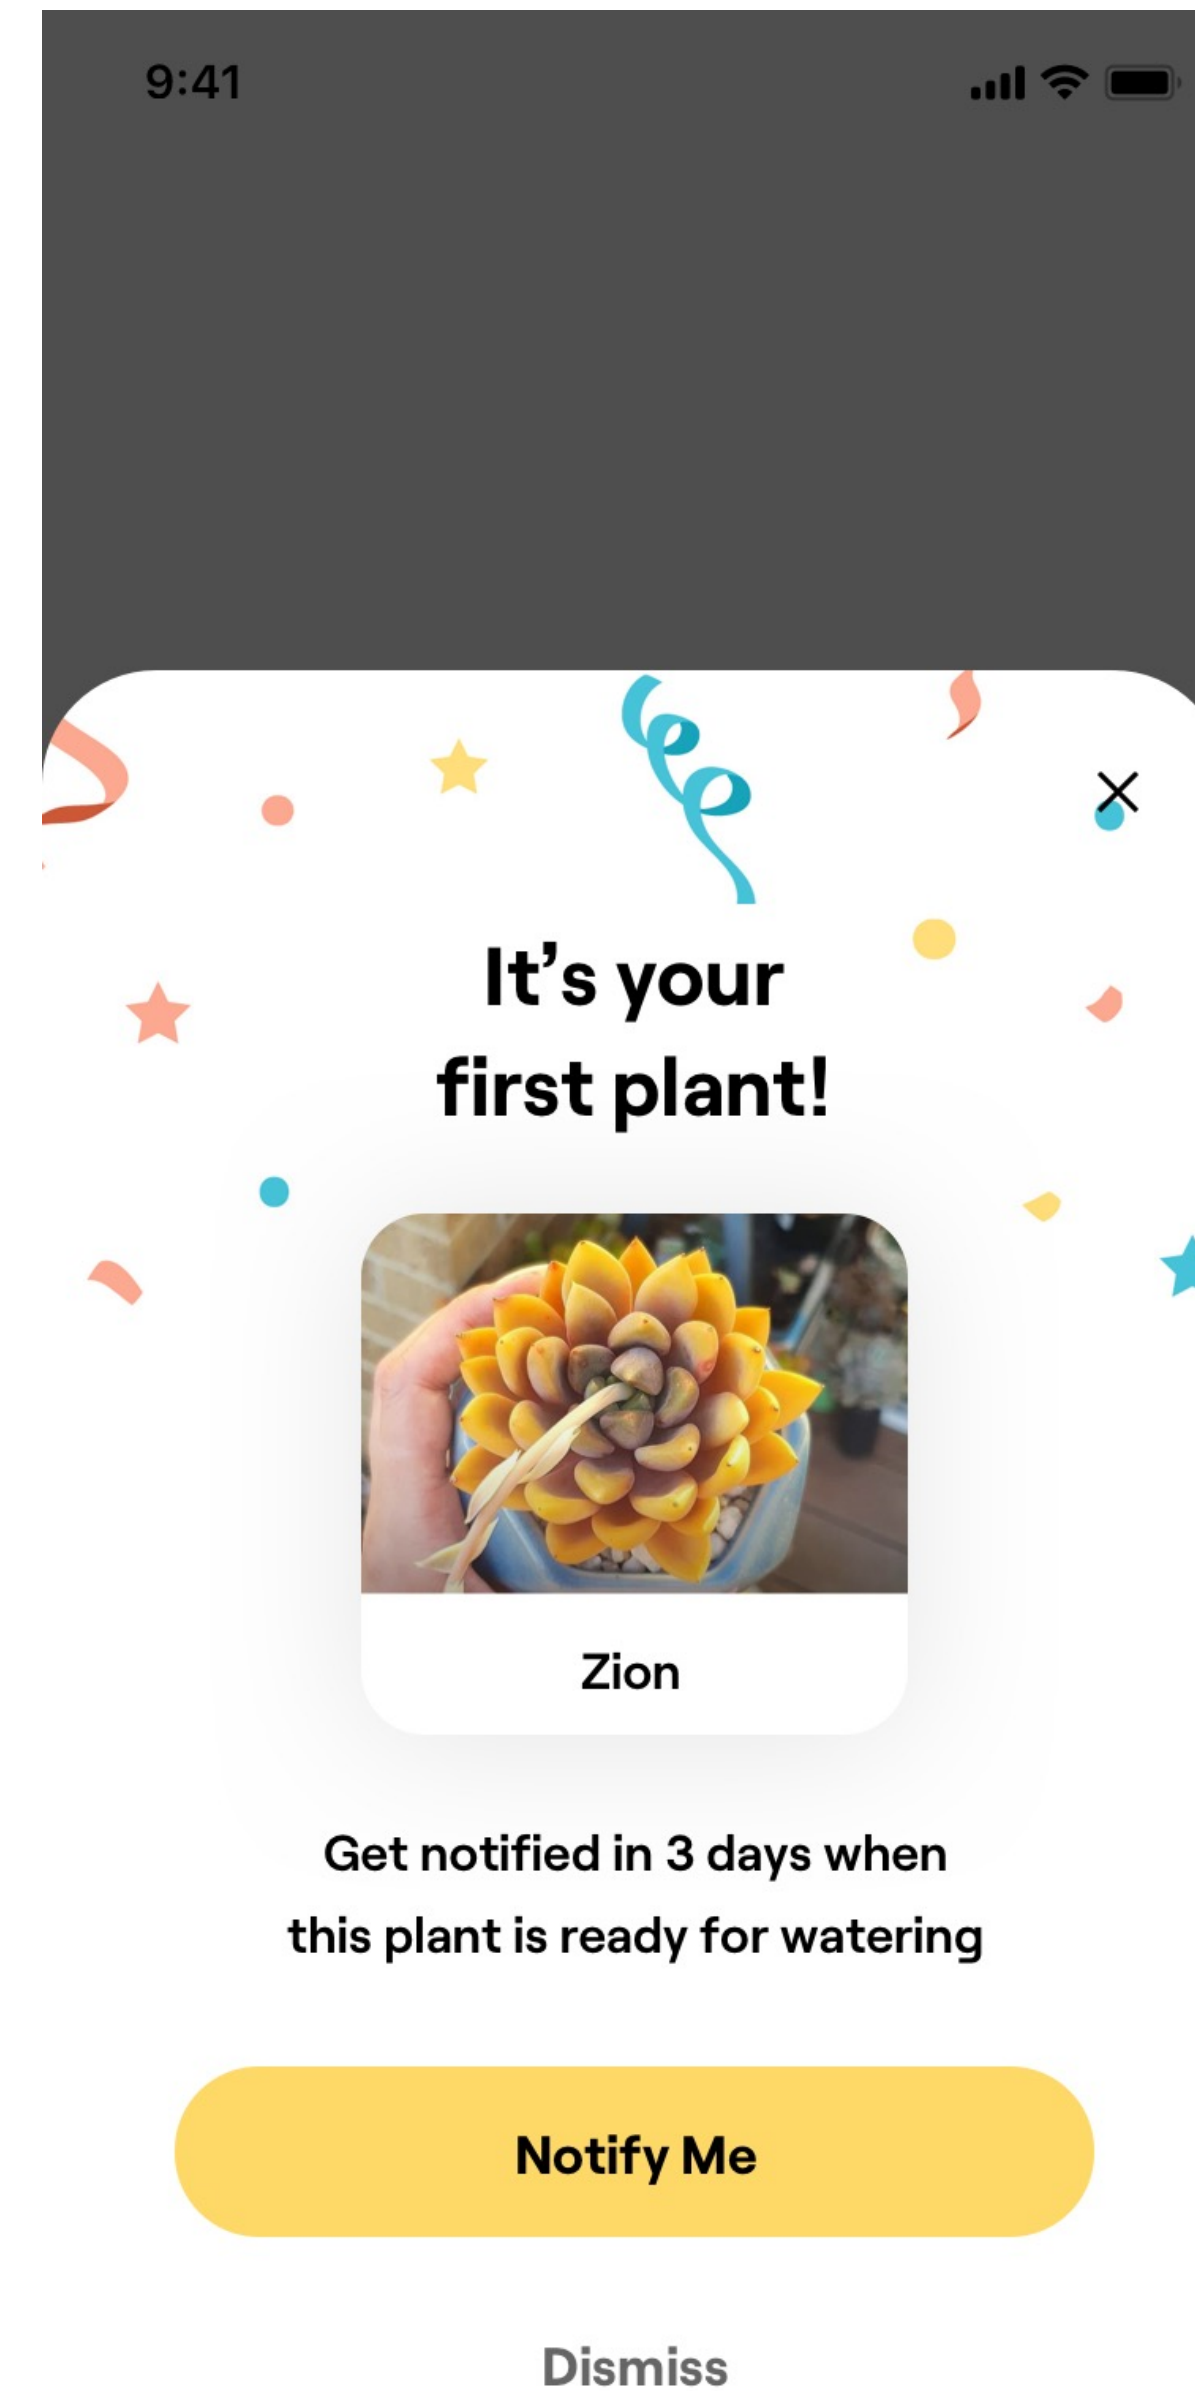 9:41
It’s your
first plant!
Zion
Get notified in 3 days when
this plant is ready for watering
Notify Me
Dismiss